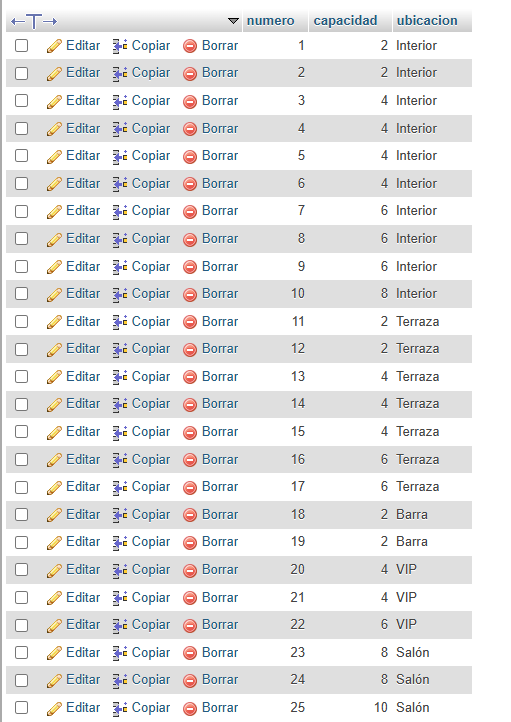 numero capacidad ubicacion
Editar Copiar Borrar 1 2 Interior
Editar Copiar Borrar 2 2 Interior
Editar Copiar Borrar 3 4 Interior
Editar Copiar Borrar 4 4 Interior
Editar Copiar Borrar 5 4 Interior
Editar Copiar Borrar 6 4 Interior
Editar Copiar Borrar 7 6 Interior
Editar Copiar Borrar 8 6 Interior
Editar Copiar Borrar 9 6 Interior
Editar Copiar Borrar 10 8 Interior
Editar Copiar Borrar 11 2 Terraza
Editar Copiar Borrar 12 2 Terraza
Editar Copiar Borrar 13 4 Terraza
Editar Copiar Borrar 14 4 Terraza
Editar Copiar Borrar 15 4 Terraza
Editar Copiar Borrar 16 6 Terraza
Editar Copiar Borrar 17 6 Terraza
Editar Copiar Borrar 18 2 Barra
Editar Copiar Borrar 19 2 Barra
Editar Copiar Borrar 20 4 VIP
Editar Copiar Borrar 21 4 VIP
Editar Copiar Borrar 22 6 VIP
Editar Copiar Borrar 23 8 Salón
Editar Copiar Borrar 24 8 Salón
Editar Copiar Borrar 25 10 Salón